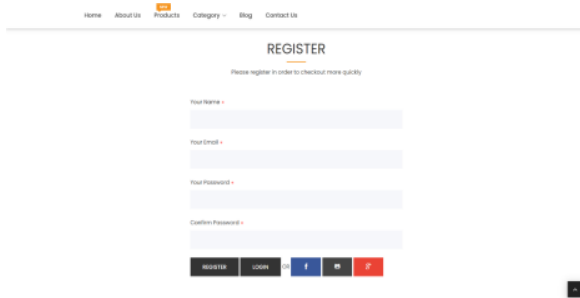 Home About Us Products Category Blog Contact Us
REGISTER
Please register in order to checkout more quickly
Your Name *
Your Email *
Your Password *
Confirm Password *
REGISTER LOGIN OR f g+